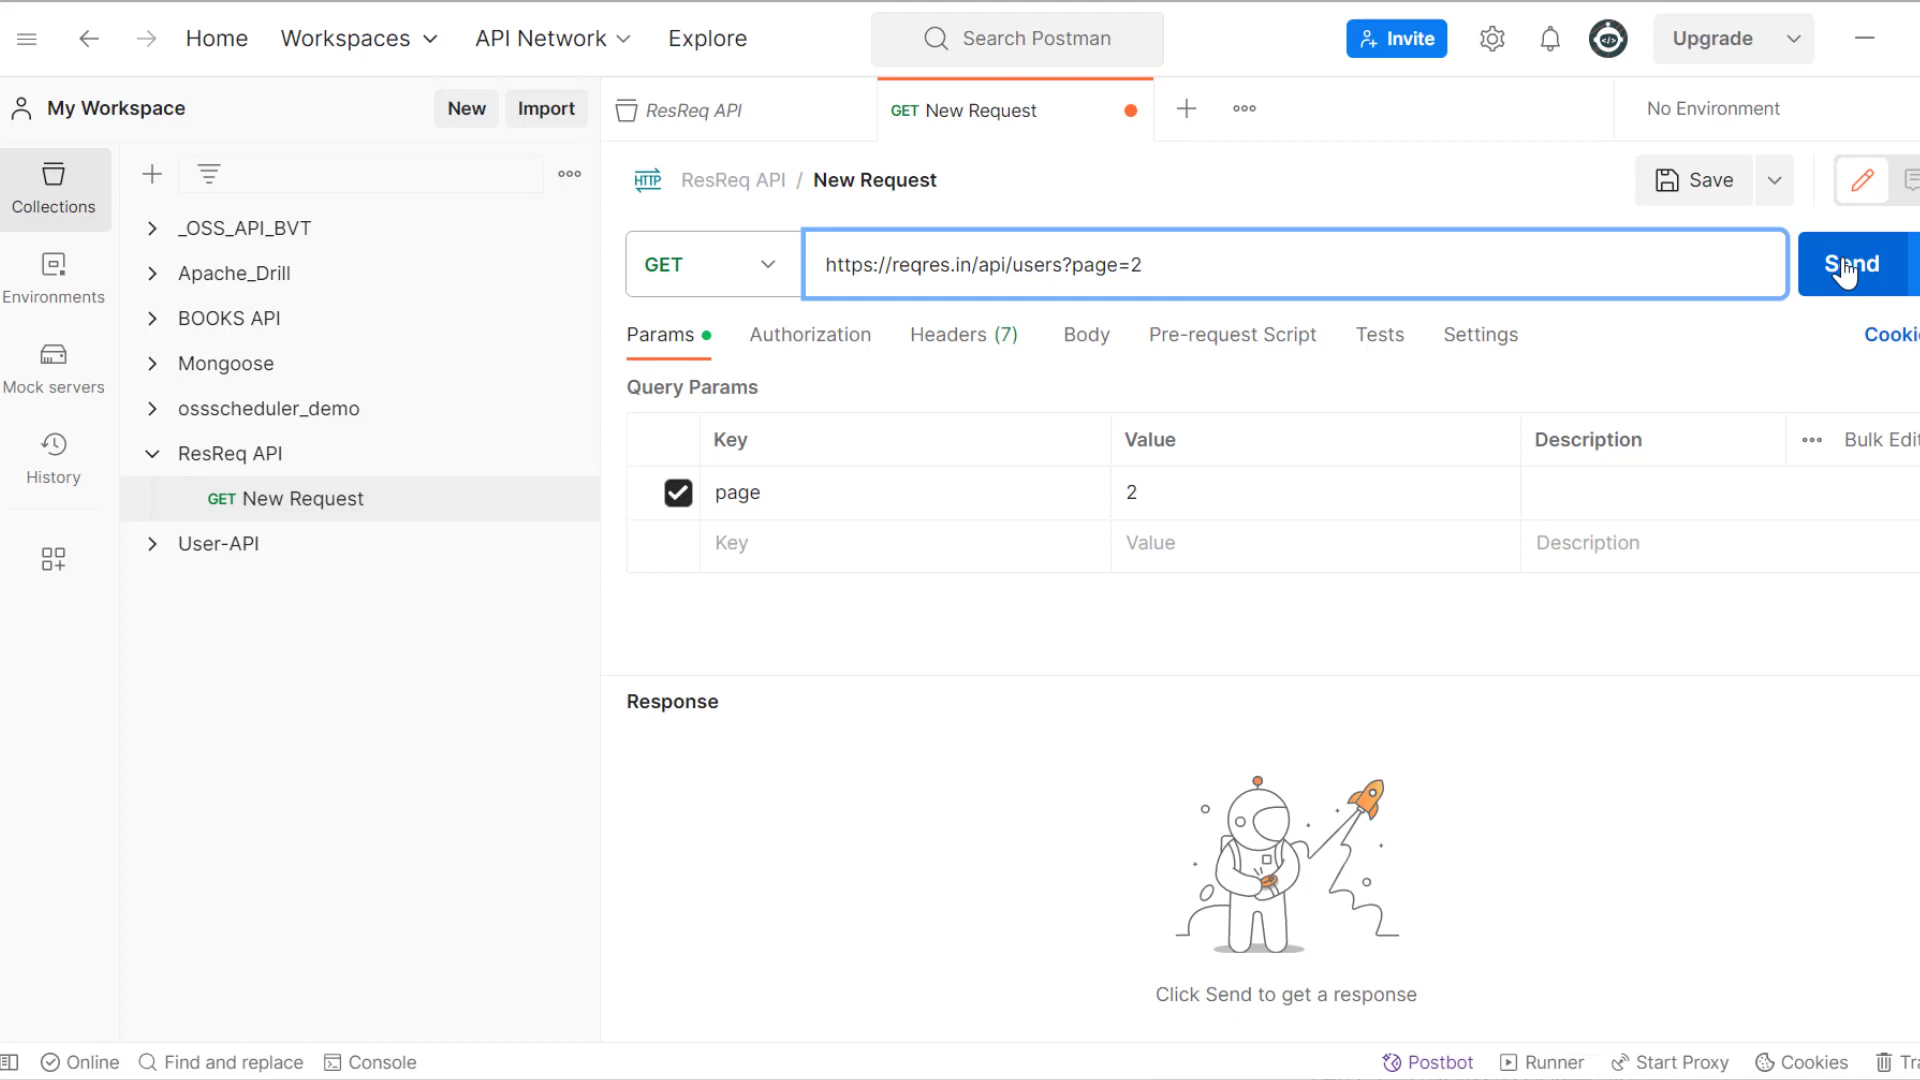 Home Workspaces API Network Explore Search Postman Invite Upgrade
My Workspace New Import ResReq API GET New Request No Environment
Collections
Environments
Mock servers
History
_OSS_API_BVT
Apache_Drill
BOOKS API
Mongoose
ossscheduler_demo
ResReq API
GET New Request
User-API
HTTP ResReq API / New Request Save
GET https://reqres.in/api/users?page=2 Send
Params Authorization Headers (7) Body Pre-request Script Tests Settings
Query Params
Key Value Description Bulk Edit
page 2
Key Value Description
Response
Click Send to get a response
Online Find and replace Console Postbot Runner Start Proxy Cookies